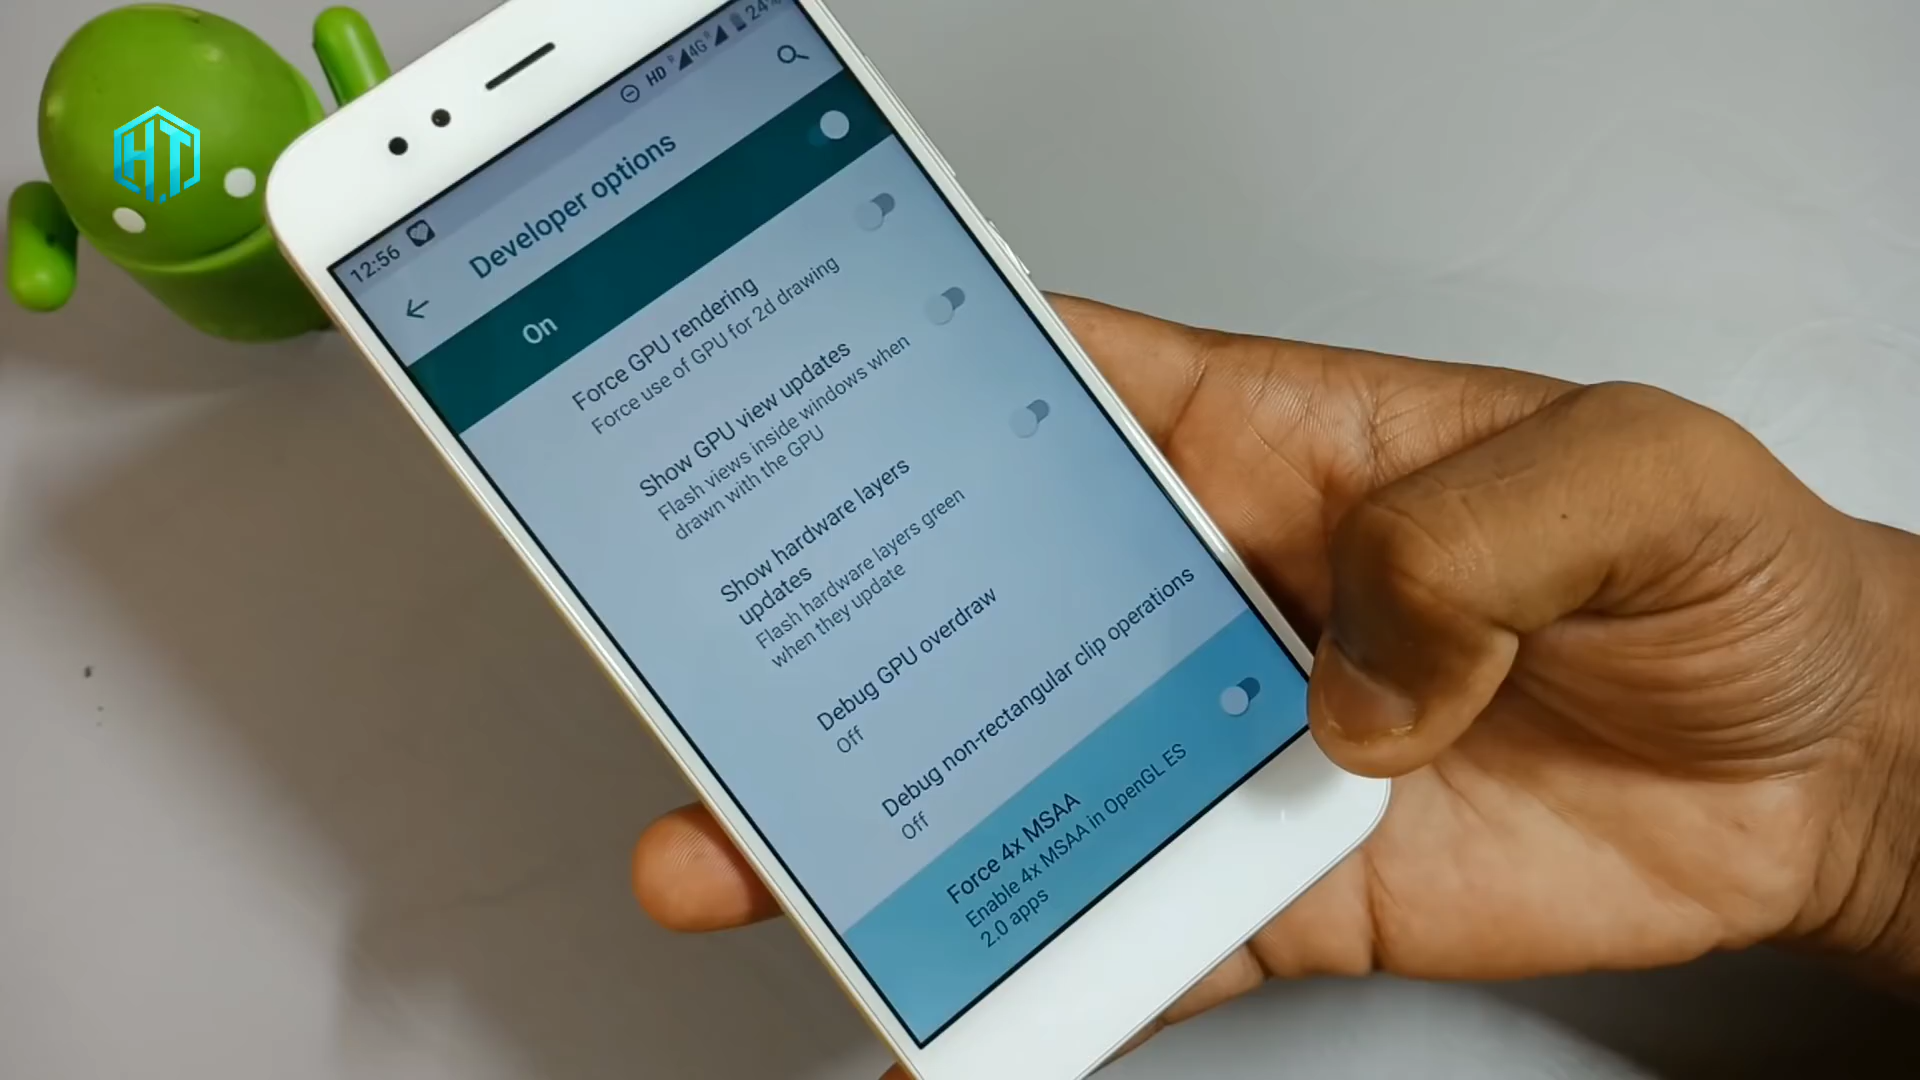 H.T.
12:56 HD 4G 24%
Developer options
On
Force GPU rendering
Force use of GPU for 2d drawing
Show GPU view updates
Flash views inside windows when
drawn with the GPU
Show hardware layers
updates
Flash hardware layers green
when they update
Debug GPU overdraw
Off
Debug non-rectangular clip operations
Off
Force 4x MSAA
Enable 4x MSAA in OpenGL ES
2.0 apps